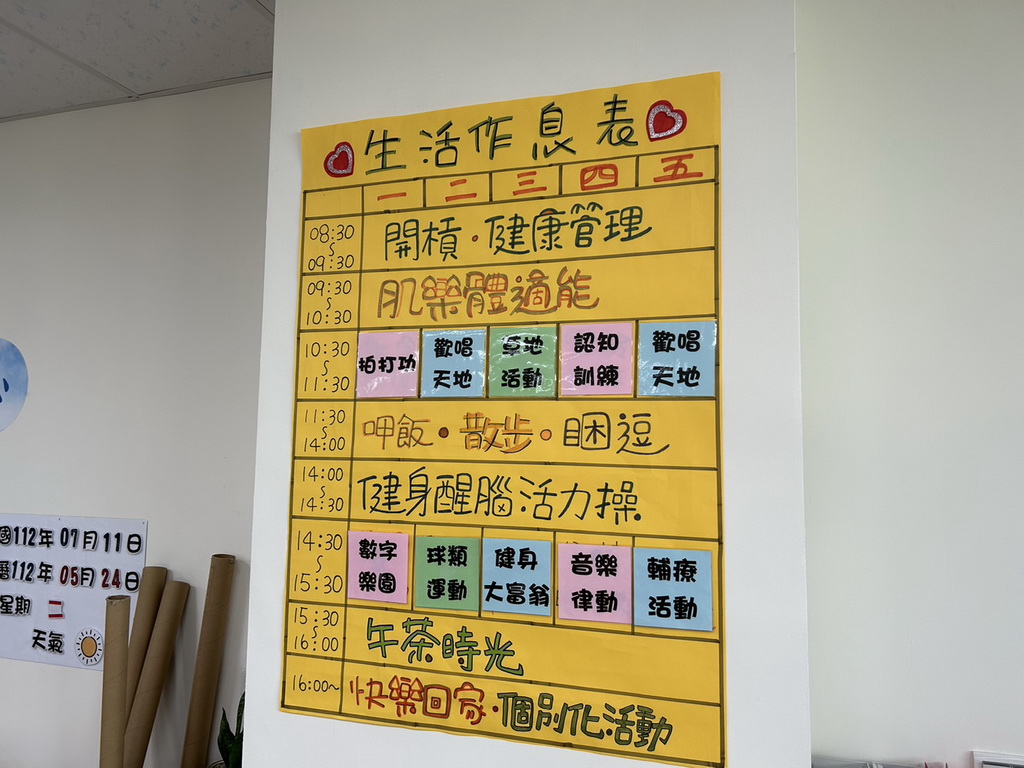 生活作息表
一 二 三 四 五
08:30
~
09:30
開槓·健康管理
09:30
~
10:30
肌樂體適能
10:30
~
11:30
拍打功
歡唱
天地
草地
活動
認知
訓練
歡唱
天地
11:30
~
14:00
呷飯·散步·睏逗
14:00
~
14:30
健身醒腦活力操
14:30
~
15:30
數字
樂園
球類
運動
健身
大富翁
音樂
律動
輔療
活動
15:30
~
16:00
午茶時光
16:00~
快樂回家·個別化活動
國112年07月11日
曆112年05月24日
星期 二
天氣